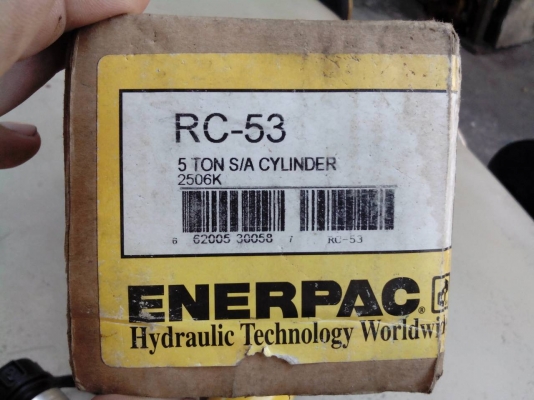 RC-53
5 TON S/A CYLINDER
2506K
6 62005 30058 7 RC-53
ENERPAC®
Hydraulic Technology Worldwi